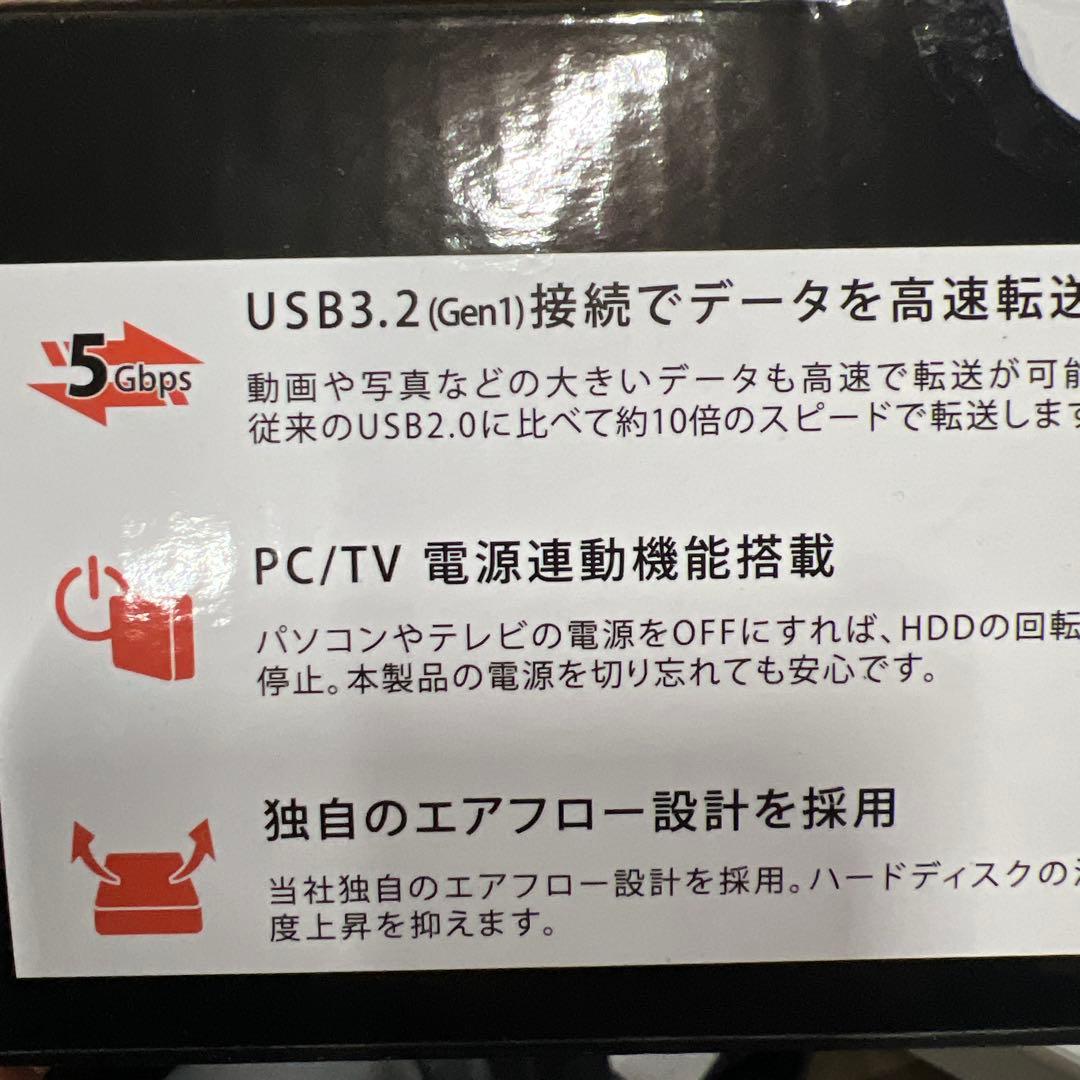 5Gbps
USB3.2(Gen1)接続でデータを高速転送
動画や写真などの大きいデータも高速で転送が可能
従来のUSB2.0に比べて約10倍のスピードで転送します
PC/TV 電源連動機能搭載
パソコンやテレビの電源をOFFにすれば、HDDの回転
停止。本製品の電源を切り忘れても安心です。
独自のエアフロー設計を採用
当社独自のエアフロー設計を採用。ハードディスクの
度上昇を抑えます。